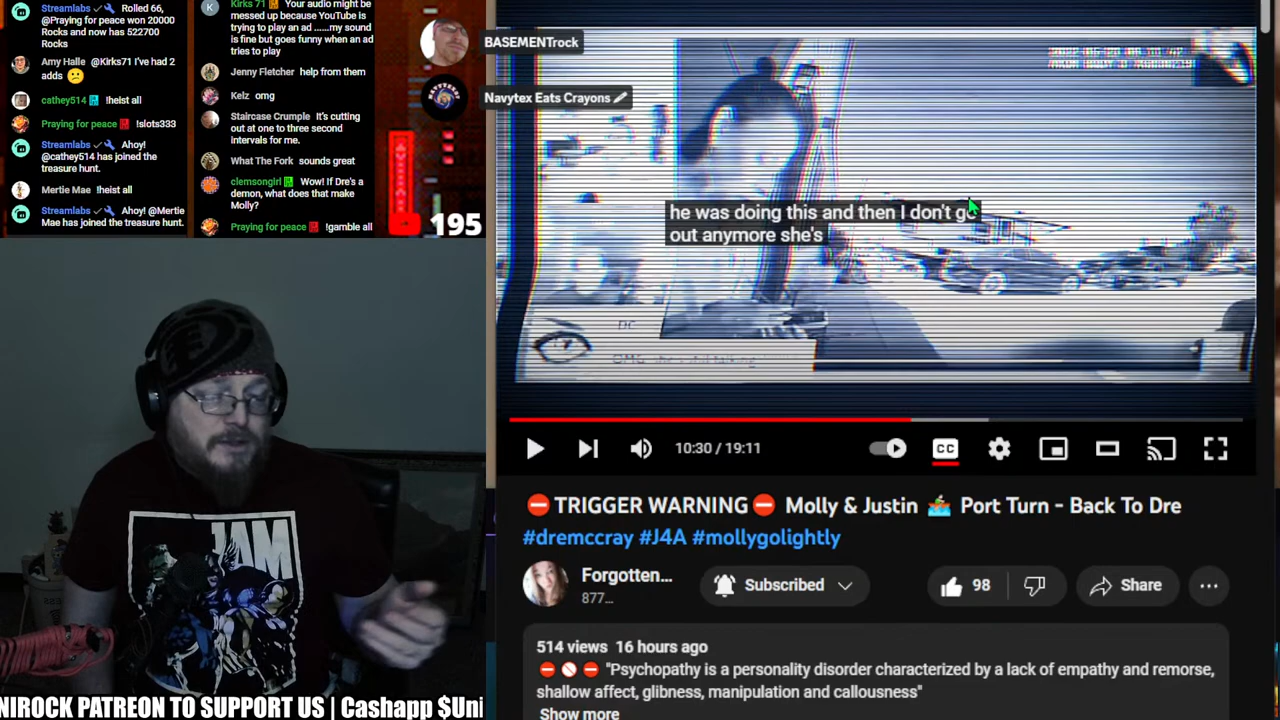 Streamlabs Rolled 66,
@Praying for peace won 20000
Rocks and now has 522700
Rocks
Amy Halle @Kirks71 I've had 2
adds
cathey514 !heist all
Praying for peace !slots333
Streamlabs Ahoy!
@cathey514 has joined the
treasure hunt.
Mertie Mae !heist all
Streamlabs Ahoy! @Mertie
Mae has joined the treasure hunt.
K
Kirks 71 Your audio might be
messed up because YouTube is
trying to play an ad ......my sound
is fine but goes funny when an ad
tries to play
Jenny Fletcher help from them
Kelz omg
Staircase Crumple It's cutting
out at one to three second
intervals for me.
What The Fork sounds great
clemsongirl Wow! If Dre's a
demon, what does that make
Molly?
Praying for peace !gamble all
195
BASEMENTrock
Navytex Eats Crayons
he was doing this and then I don't go
out anymore she's
DC
10:30 / 19:11
CC
⛔TRIGGER WARNING⛔ Molly & Justin 🚣 Port Turn - Back To Dre
#dremccray #J4A #mollygolightly
Forgotten...
877...
Subscribed
98
Share
514 views 16 hours ago
⛔🚫⛔ "Psychopathy is a personality disorder characterized by a lack of empathy and remorse,
shallow affect, glibness, manipulation and callousness"
Show more
JAM
NIROCK PATREON TO SUPPORT US | Cashapp $Uni